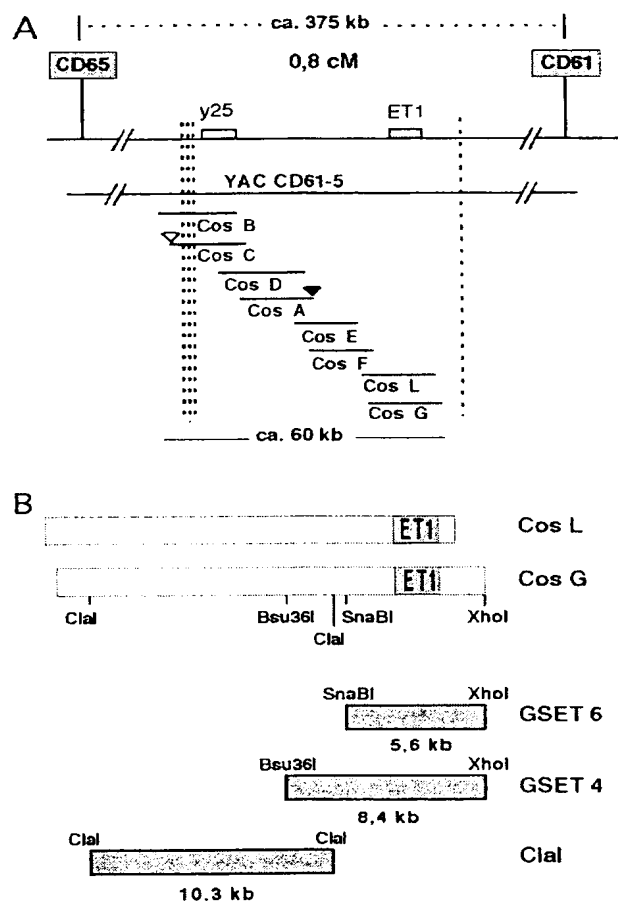 A
ca. 375 kb
CD65
0,8 cM
CD61
y25
ET1
YAC CD61-5
Cos B
Cos C
Cos D
Cos A
Cos E
Cos F
Cos L
Cos G
ca. 60 kb
B
ET1
Cos L
ET1
Cos G
ClaI
Bsu36I
ClaI
SnaBI
XhoI
SnaBI
XhoI
GSET 6
5,6 kb
Bsu36I
XhoI
GSET 4
8,4 kb
ClaI
ClaI
ClaI
10,3 kb